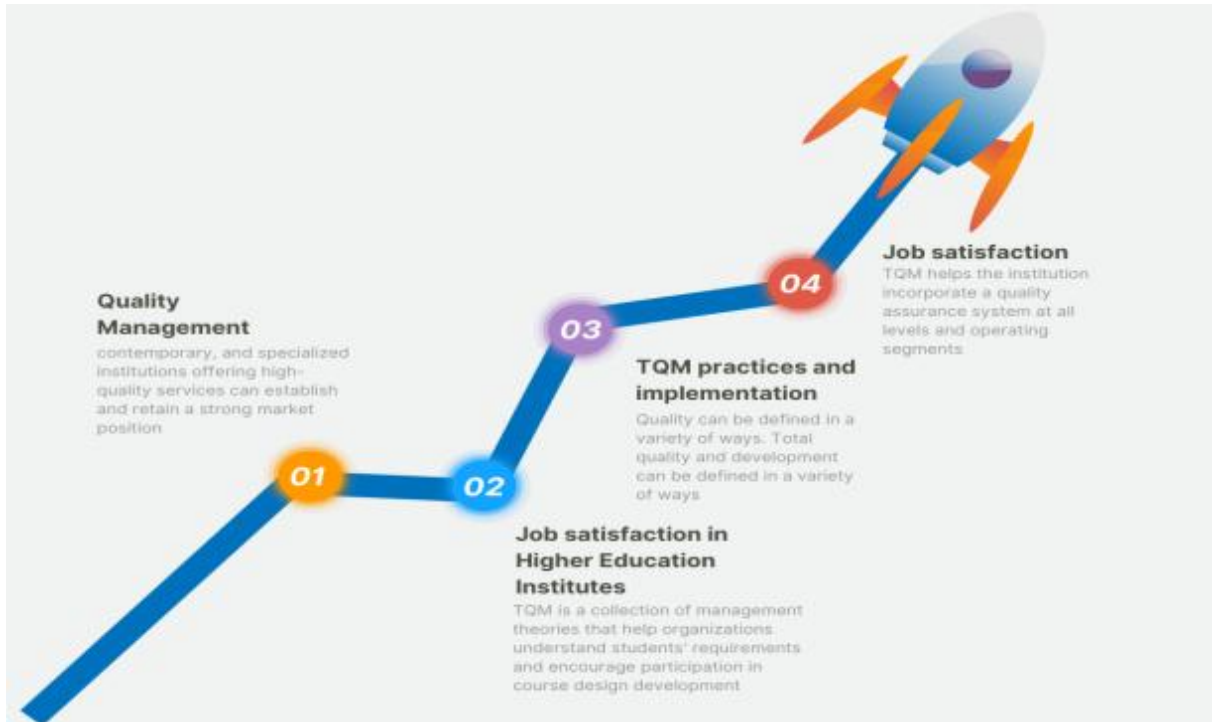 Quality
Management
contemporary, and specialized
institutions offering high-
quality services can establish
and retain a strong market
position
01
02
Job satisfaction in
Higher Education
Institutes
TQM is a collection of management
theories that help organizations
understand students' requirements
and encourage participation in
course design development
03
TQM practices and
implementation
Quality can be defined in a
variety of ways. Total
quality and development
can be defined in a variety
of ways
04
Job satisfaction
TQM helps the institution
incorporate a quality
assurance system at all
levels and operating
segments